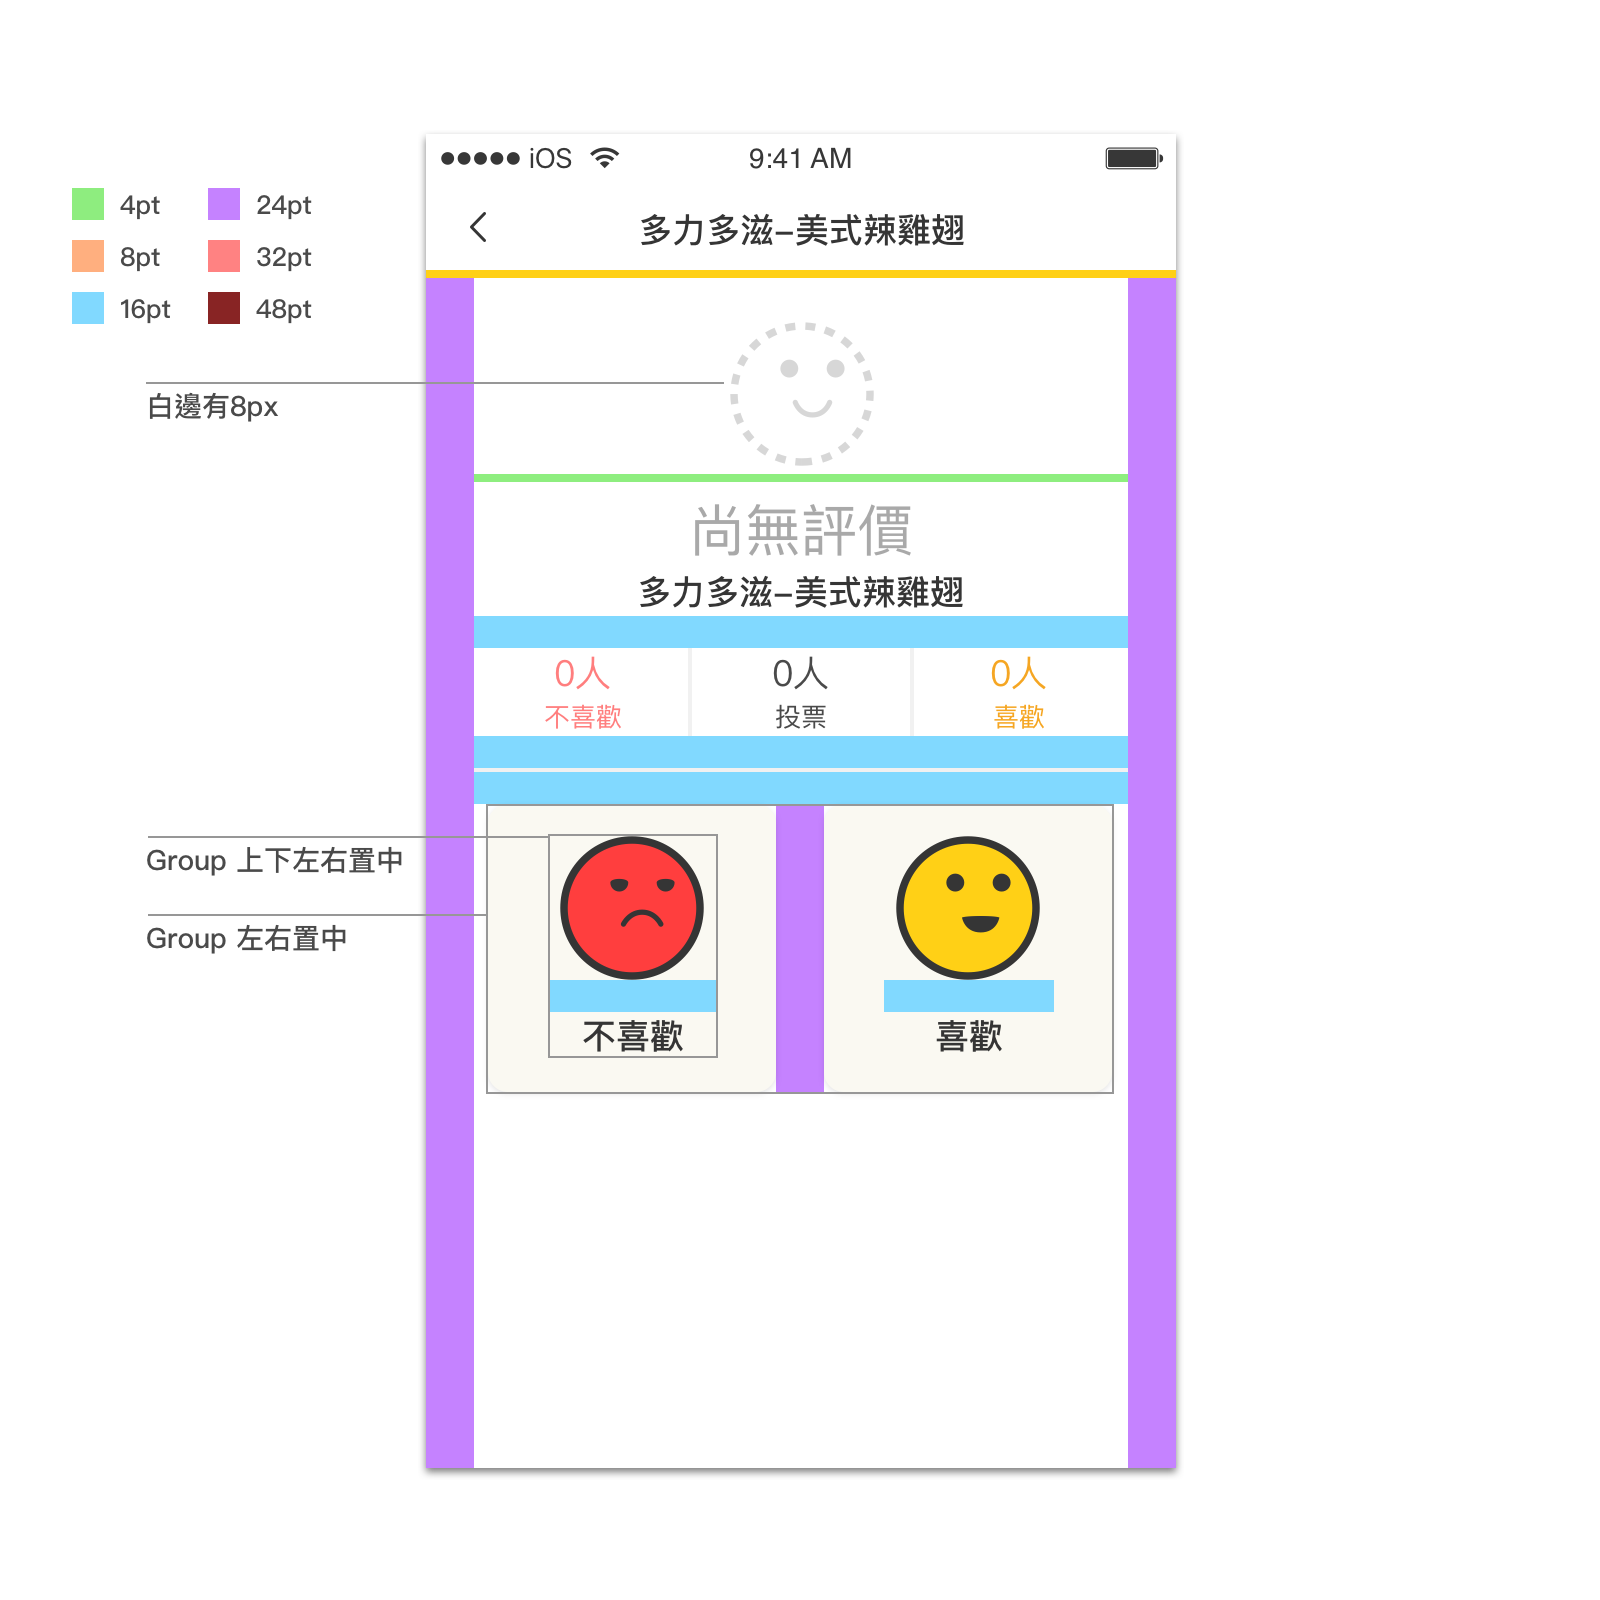 iOS 9:41 AM
4pt 24pt
8pt 32pt
16pt 48pt
多力多滋–美式辣雞翅
白邊有8px
尚無評價
多力多滋–美式辣雞翅
0人 0人 0人
不喜歡 投票 喜歡
Group 上下左右置中
Group 左右置中
不喜歡 喜歡